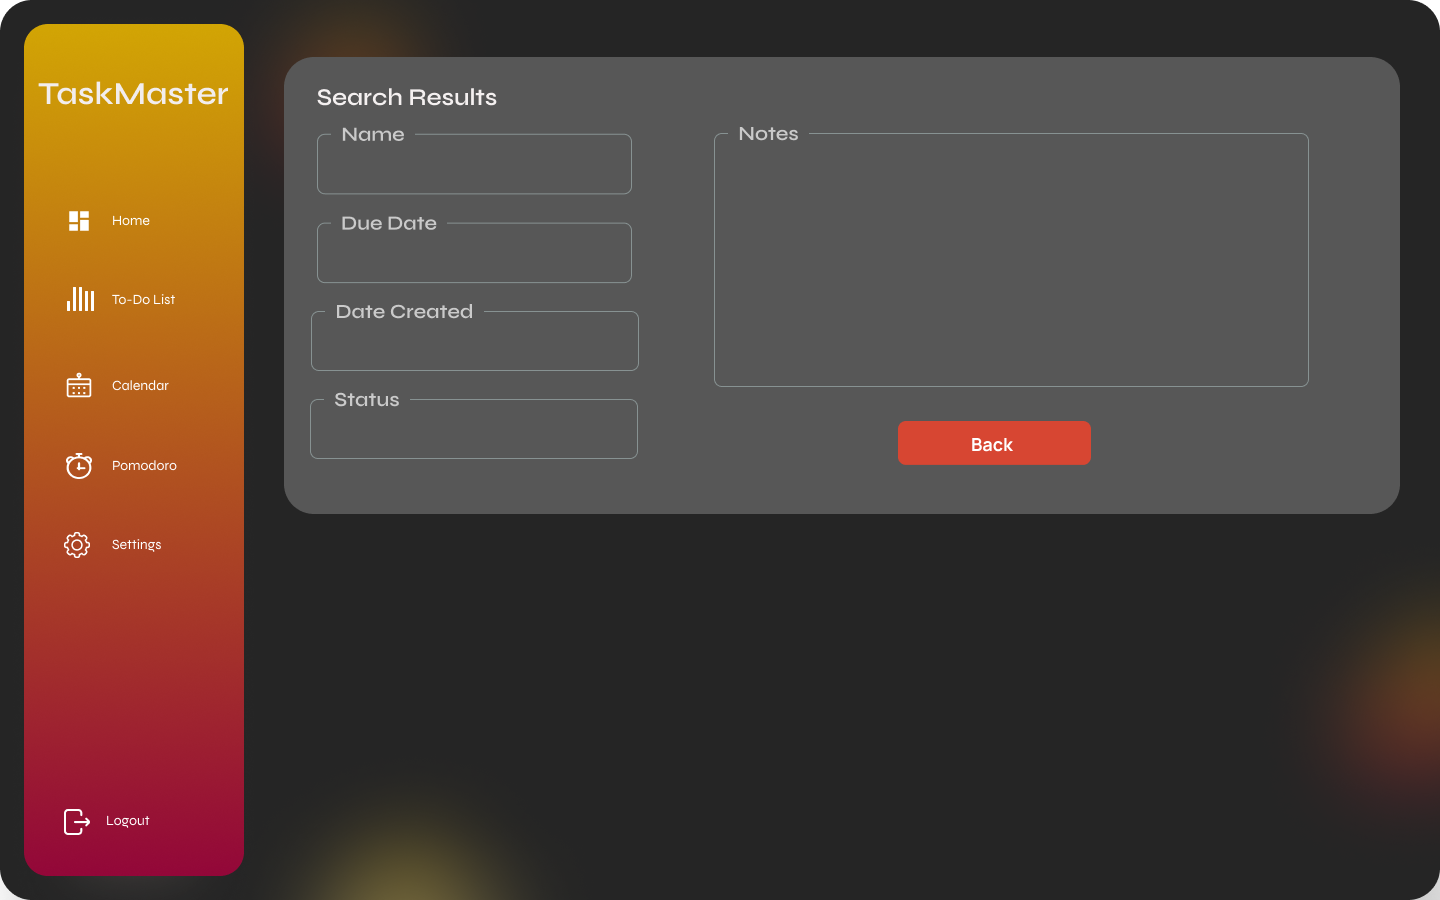 TaskMaster
Home
To-Do List
Calendar
Pomodoro
Settings
Logout
Search Results
Name
Due Date
Date Created
Status
Notes
Back